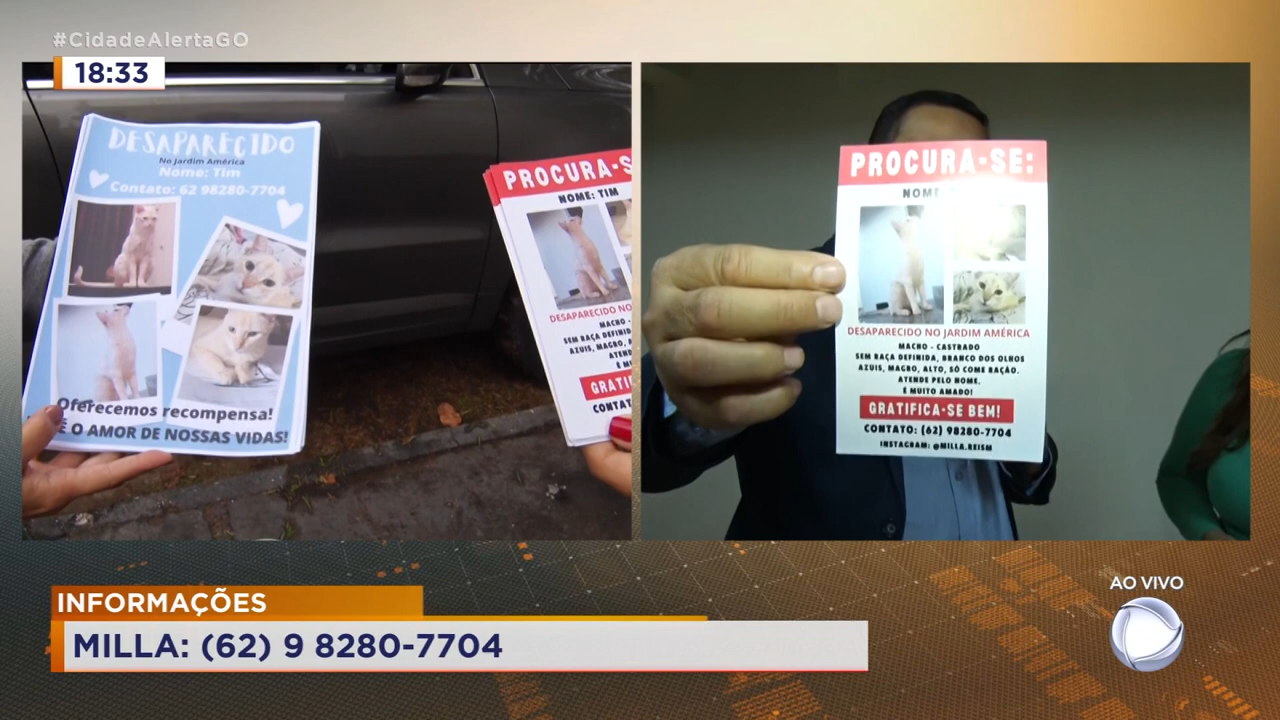 #CidadeAlertaGO
18:33
DESAPARECIDO
No Jardim América
Nome: Tim
Contato: 62 98280-7704
Oferecemos recompensa!
É O AMOR DE NOSSAS VIDAS!
PROCURA-S
NOME: TIM
DESAPARECIDO NO
MACHO -
SEM RAÇA DEFINIDA
AZUIS, MAGRO,
ATEND
É M
GRATIFI
CONTAT
PROCURA-SE:
NOME
DESAPARECIDO NO JARDIM AMÉRICA
MACHO - CASTRADO
SEM RAÇA DEFINIDA, BRANCO DOS OLHOS
AZUIS, MAGRO, ALTO, SÓ COME RAÇÃO.
ATENDE PELO NOME.
É MUITO AMADO!
GRATIFICA-SE BEM!
CONTATO: (62) 98280-7704
INSTAGRAM: @MILLA.REISM
INFORMAÇÕES
MILLA: (62) 9 8280-7704
AO VIVO